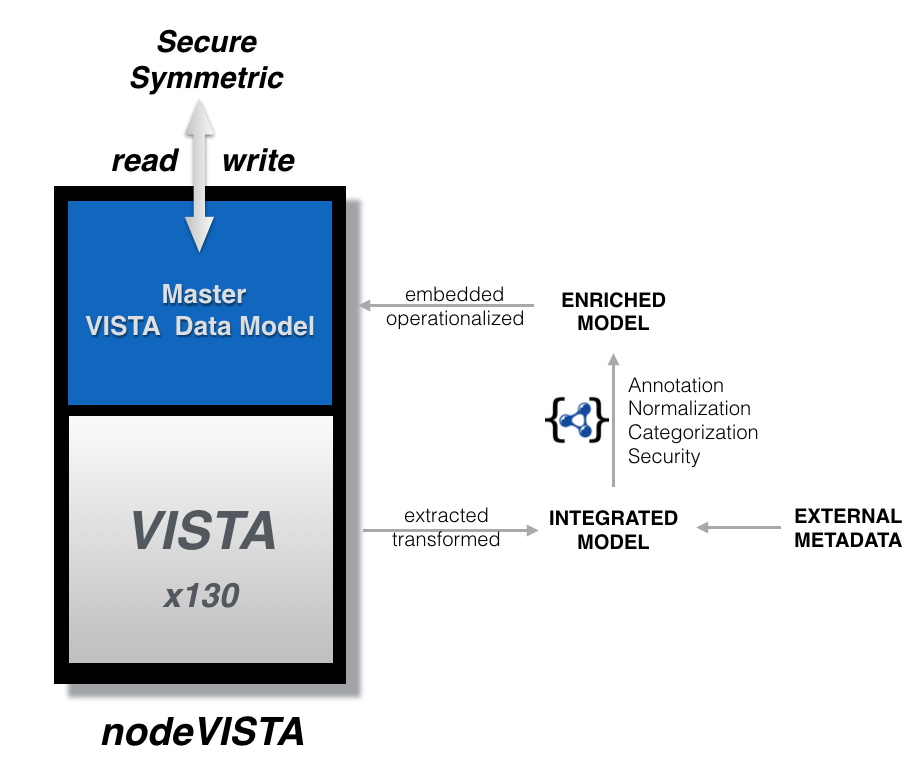 Secure
Symmetric
read write
Master
VISTA Data Model
embedded
operationalized
ENRICHED
MODEL
Annotation
Normalization
Categorization
Security
{ }
VISTA
x130
extracted
transformed
INTEGRATED
MODEL
EXTERNAL
METADATA
nodeVISTA